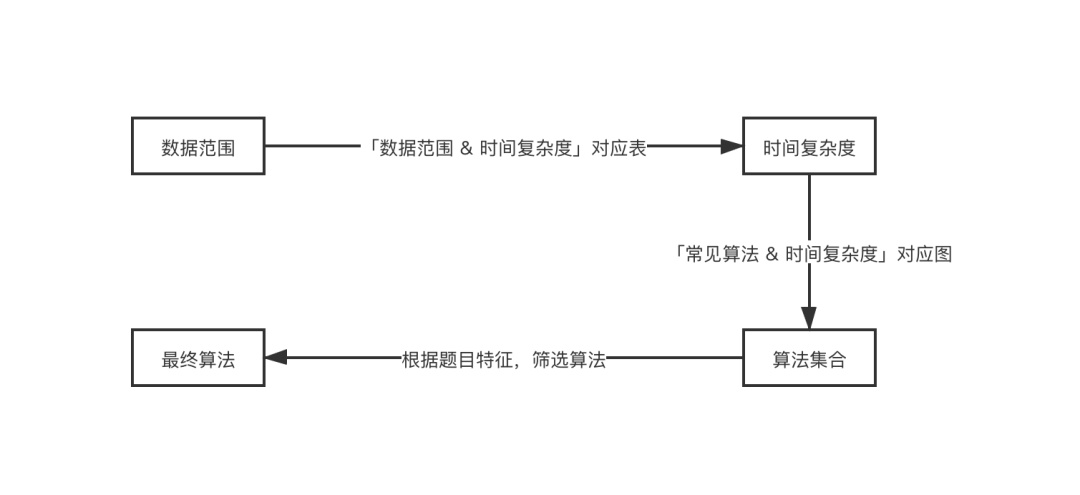 数据范围
「数据范围 & 时间复杂度」对应表
时间复杂度
「常见算法 & 时间复杂度」对应图
最终算法
根据题目特征，筛选算法
算法集合